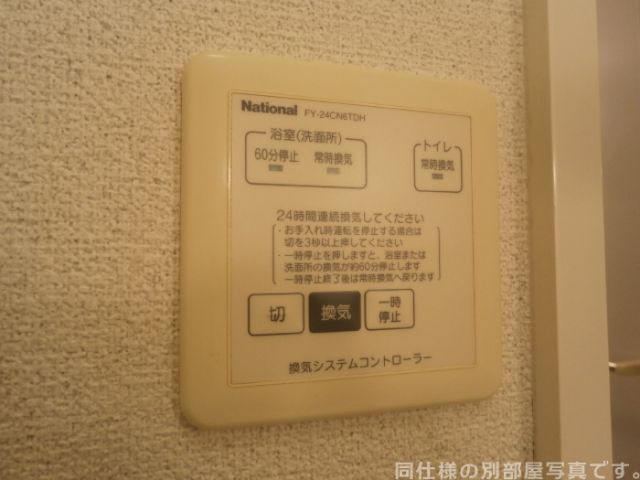 National FY-24CN6TDH
浴室(洗面所)
トイレ
60分停止 常時換気
常時換気
24時間連続換気してください
・お手入れ時運転を停止する場合は
切を3秒以上押してください
・一時停止を押しますと、浴室または
洗面所の換気が約60分停止します
一時停止終了後は常時換気へ戻ります
切
換気
一時
停止
換気システムコントローラー
同仕様の別部屋写真です。